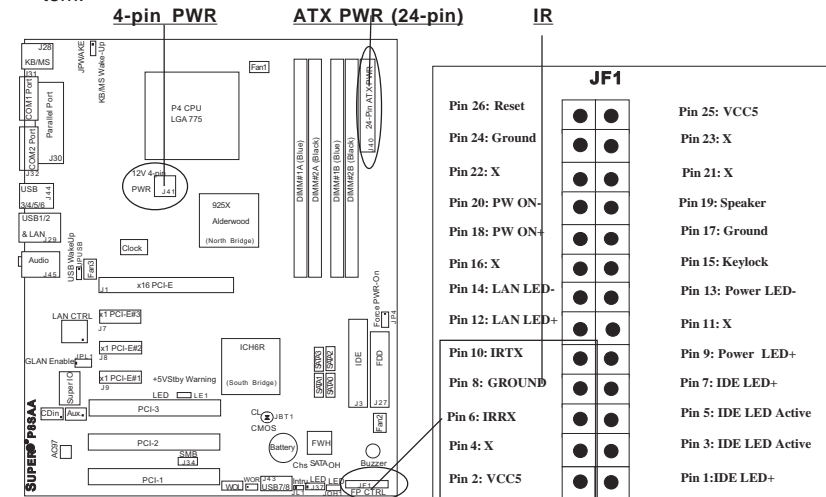 tem.
4-pin PWR
ATX PWR (24-pin)
IR
J28
KB/MS
JPWAKE
KB/MS Wake-Up
Fan1
J31
COM1 Port
Parallel Port
J30
COM2 Port
J32
P4 CPU
LGA 775
24-Pin ATX PWR
J40
12V 4-pin
PWR
J41
DIMM#1A (Blue)
DIMM#2A (Black)
DIMM#1B (Blue)
DIMM#2B (Black)
USB
3/4/5/6
J44
USB1/2
& LAN
J29
925X
Alderwood
(North Bridge)
Clock
Audio
J45
USB WakeUp
JPUSB
Fan3
J1
x16 PCI-E
Force PWR-On
JP4
LAN CTRL
x1 PCI-E#3
J7
x1 PCI-E#2
J8
GLAN Enable
JPL1
x1 PCI-E#1
J9
Super IO
ICH6R
(South Bridge)
SATA3
SATA2
SATA1
SATA0
IDE
J3
FDD
J27
+5VStby Warning
LED
LE1
CDin
Aux.
PCI-3
CL
CMOS
JBT1
Fan2
SUPER P8SAA
AC97
PCI-2
SMB
J34
Battery
FWH
Buzzer
PCI-1
WOL
WOR
J43
USB7/8
Chs
Intru
JL1
SATA
LED
J37
OH
LED
JOH1
JF1
FP CTRL
JF1
Pin 26: Reset
Pin 25: VCC5
Pin 24: Ground
Pin 23: X
Pin 22: X
Pin 21: X
Pin 20: PW ON-
Pin 19: Speaker
Pin 18: PW ON+
Pin 17: Ground
Pin 16: X
Pin 15: Keylock
Pin 14: LAN LED-
Pin 13: Power LED-
Pin 12: LAN LED+
Pin 11: X
Pin 10: IRTX
Pin 9: Power LED+
Pin 8: GROUND
Pin 7: IDE LED+
Pin 6: IRRX
Pin 5: IDE LED Active
Pin 4: X
Pin 3: IDE LED Active
Pin 2: VCC5
Pin 1:IDE LED+